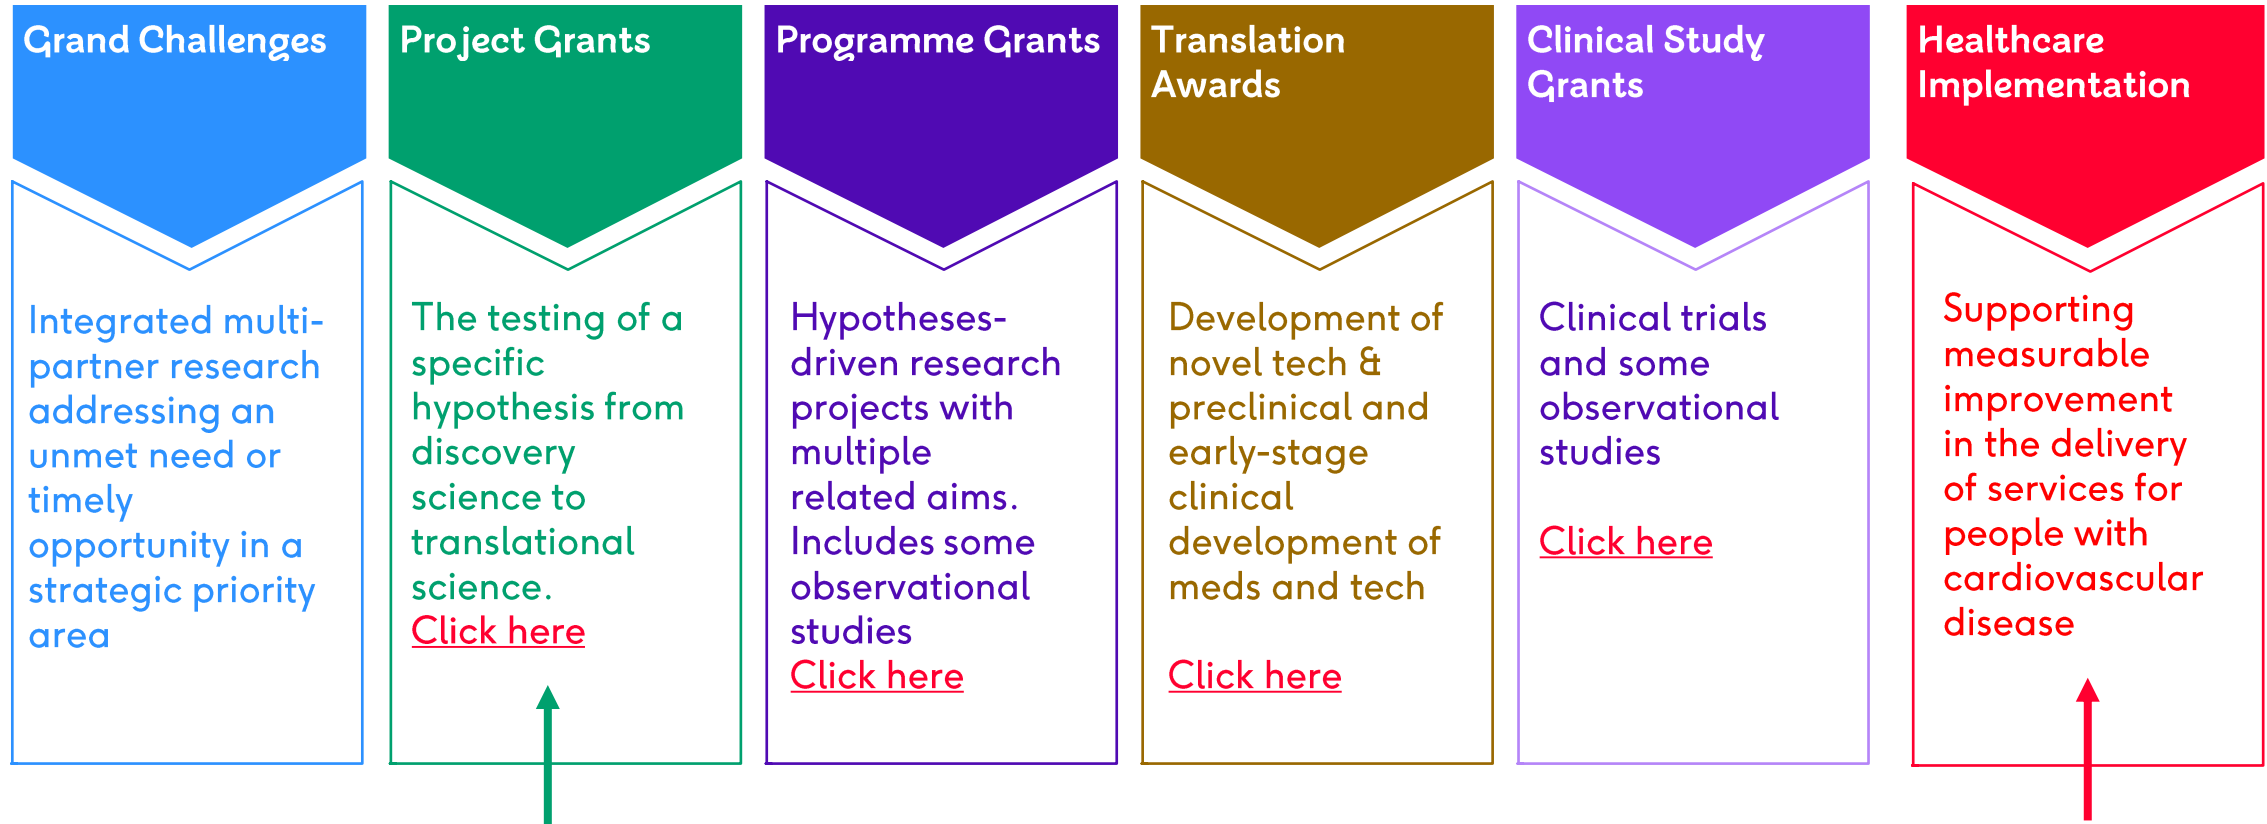 Grand Challenges
Integrated multi-
partner research
addressing an
unmet need or
timely
opportunity in a
strategic priority
area
Project Grants
The testing of a
specific
hypothesis from
discovery
science to
translational
science.
Click here
Programme Grants
Hypotheses-
driven research
projects with
multiple
related aims.
Includes some
observational
studies
Click here
Translation
Awards
Development of
novel tech &
preclinical and
early-stage
clinical
development of
meds and tech
Click here
Clinical Study
Grants
Clinical trials
and some
observational
studies
Click here
Healthcare
Implementation
Supporting
measurable
improvement
in the delivery
of services for
people with
cardiovascular
disease